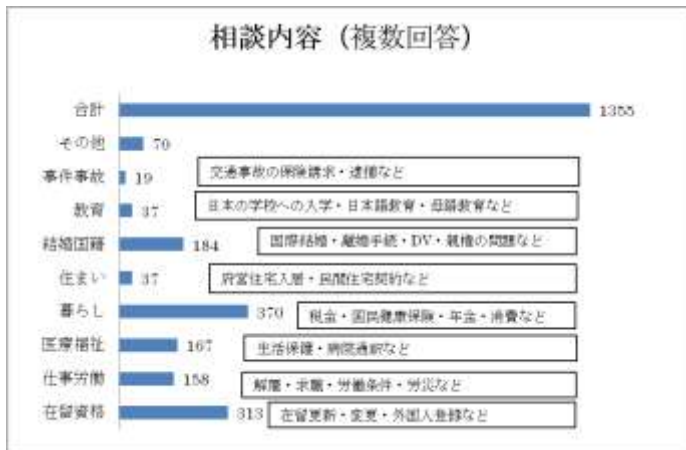 相談内容（複数回答）
合計 1355
その他 70
事件事故 19 交通事故の保険請求・逮捕など
教育 37 日本の学校への入学・日本語教育・母語教育など
結婚国籍 184 国際結婚・離婚手続・DV・親権の問題など
住まい 37 府営住宅入居・民間住宅契約など
暮らし 370 税金・国民健康保険・年金・消費など
医療福祉 167 生活保護・病院通訳など
仕事労働 158 解雇・求職・労働条件・労災など
在留資格 313 在留更新・変更・外国人登録など